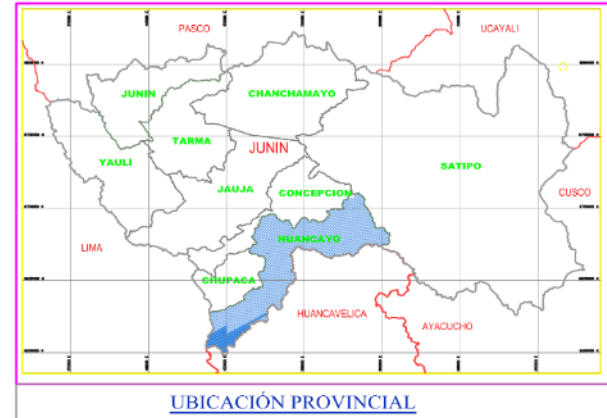 PASCO
UCAYALI
JUNIN
CHANCHAMAYO
TARMA
JUNIN
YAULI
SATIPO
JAUJA
CONCEPCION
CUSCO
LIMA
HUANCAYO
CHUPACA
HUANCAVELICA
AYACUCHO
UBICACIÓN PROVINCIAL